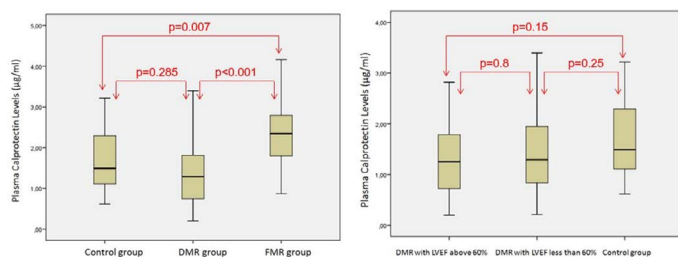 5,00
4,00
3,00
2,00
1,00
,00
Plasma Calprotectin Levels (µg/ml)
p=0.007
p=0.285
p<0.001
Control group
DMR group
FMR group
4,00
3,00
2,00
1,00
,00
Plasma Calprotectin Levels (µg/ml)
p=0.15
p=0.8
p=0.25
DMR with LVEF above 60%
DMR with LVEF less than 60%
Control group